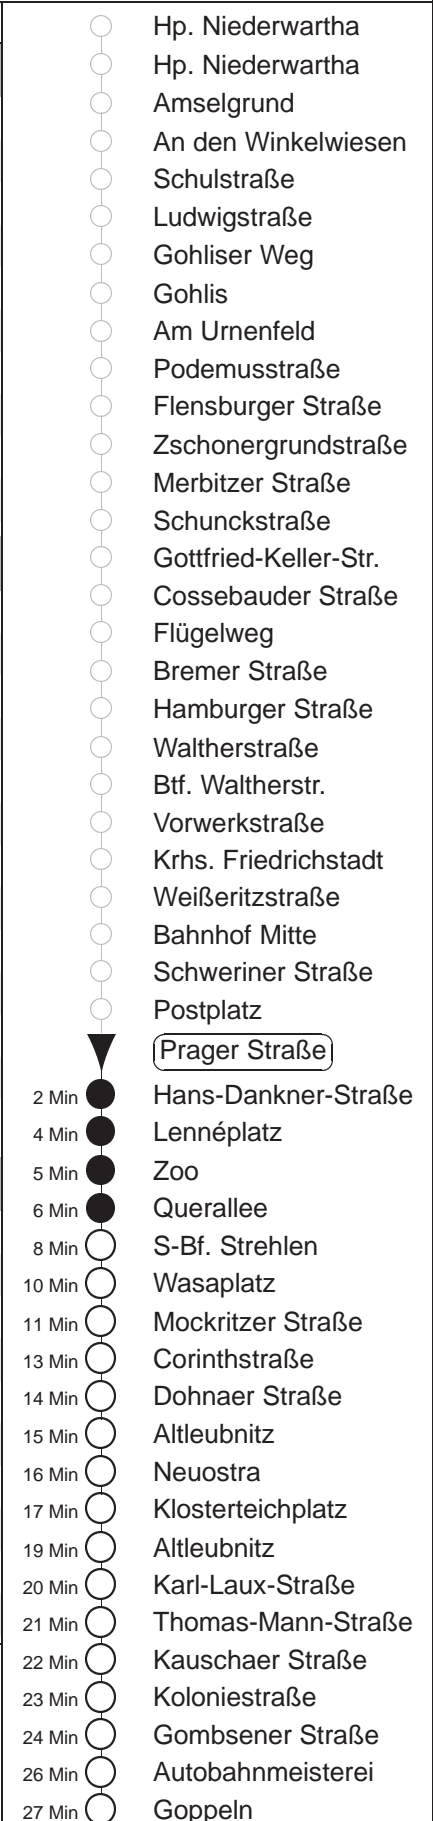 Hp. Niederwartha
Hp. Niederwartha
Amselgrund
An den Winkelwiesen
Schulstraße
Ludwigstraße
Gohliser Weg
Gohlis
Am Urnenfeld
Podemusstraße
Flensburger Straße
Zschonergrundstraße
Merbitzer Straße
Schunckstraße
Gottfried-Keller-Str.
Cossebauder Straße
Flügelweg
Bremer Straße
Hamburger Straße
Waltherstraße
Btf. Waltherstr.
Vorwerkstraße
Krhs. Friedrichstadt
Weißeritzstraße
Bahnhof Mitte
Schweriner Straße
Postplatz
Prager Straße
2 Min Hans-Dankner-Straße
4 Min Lennéplatz
5 Min Zoo
6 Min Querallee
8 Min S-Bf. Strehlen
10 Min Wasaplatz
11 Min Mockritzer Straße
13 Min Corinthstraße
14 Min Dohnaer Straße
15 Min Altleubnitz
16 Min Neuostra
17 Min Klosterteichplatz
19 Min Altleubnitz
20 Min Karl-Laux-Straße
21 Min Thomas-Mann-Straße
22 Min Kauschaer Straße
23 Min Koloniestraße
24 Min Gombsener Straße
26 Min Autobahnmeisterei
27 Min Goppeln